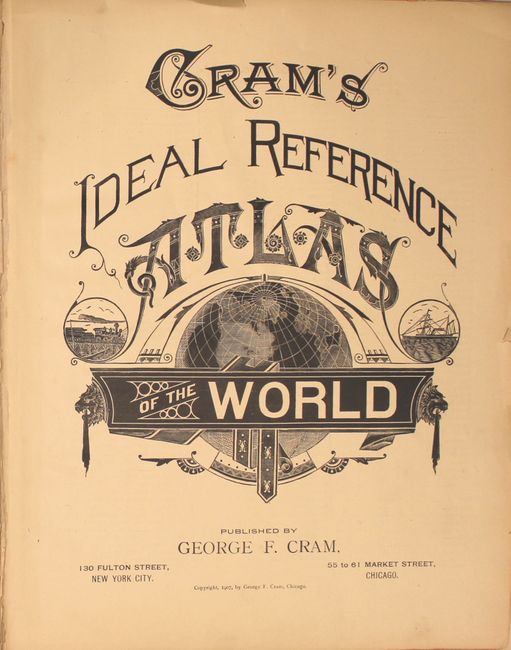 CRAM'S
IDEAL REFERENCE
ATLAS
OF THE WORLD
PUBLISHED BY
GEORGE F. CRAM,
130 FULTON STREET,
NEW YORK CITY.
55 to 61 MARKET STREET,
CHICAGO.
Copyright, 1907, by George F. Cram, Chicago.